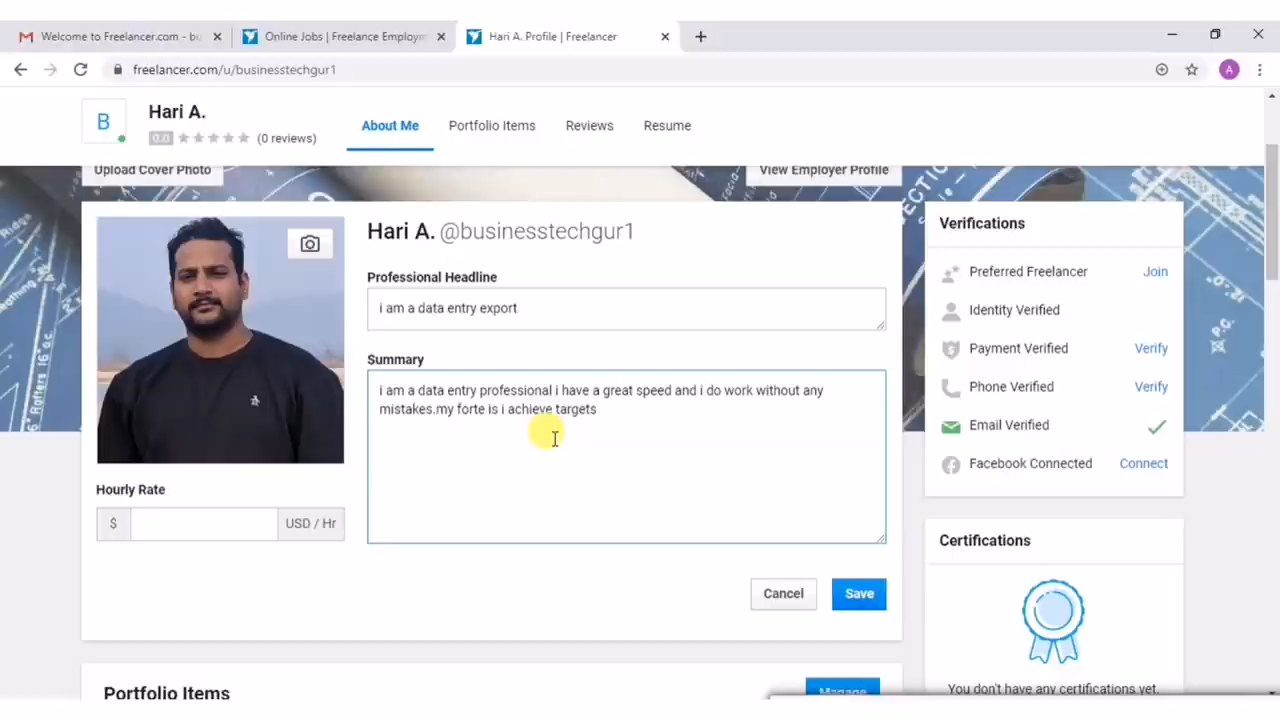 Welcome to Freelancer.com - bu
Online Jobs | Freelance Employm
Hari A. Profile | Freelancer
freelancer.com/u/businesstechgur1
A
B
Hari A.
0.0 (0 reviews)
About Me
Portfolio Items
Reviews
Resume
Upload Cover Photo
View Employer Profile
Hari A. @businesstechgur1
Professional Headline
i am a data entry export
Summary
i am a data entry professional i have a great speed and i do work without any
mistakes.my forte is i achieve targets
Hourly Rate
$ USD / Hr
Cancel
Save
Verifications
Preferred Freelancer Join
Identity Verified
Payment Verified Verify
Phone Verified Verify
Email Verified
Facebook Connected Connect
Certifications
You don't have any certifications yet.
Portfolio Items
Manage